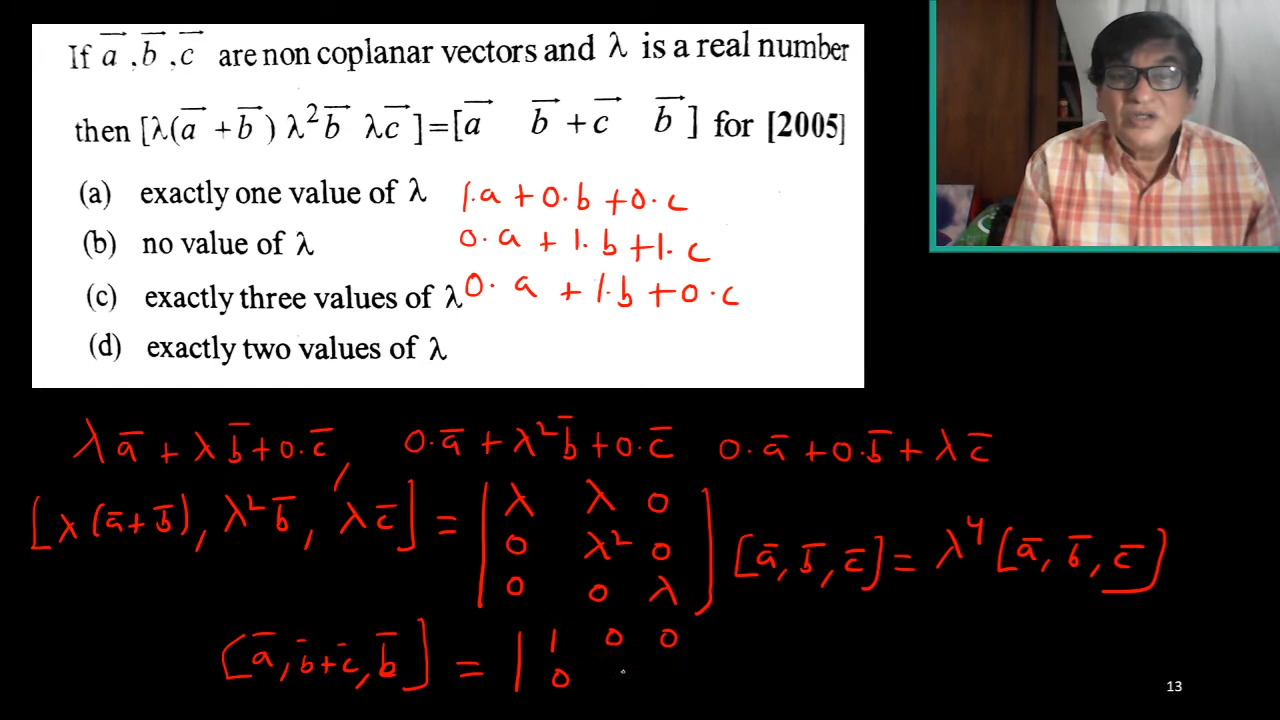 If a⃗ , b⃗ , c⃗ are non coplanar vectors and λ is a real number
then [λ(a⃗ + b⃗ ) λ²b⃗ λc⃗ ] = [a⃗ b⃗ + c⃗ b⃗ ] for [2005]
(a) exactly one value of λ 1.a + 0.b + 0.c
(b) no value of λ 0.a + 1.b + 1.c
(c) exactly three values of λ 0.a + 1.b + 0.c
(d) exactly two values of λ
λa̅ + λb̅ + 0.c̅ , 0.a̅ + λ²b̅ + 0.c̅ 0.a̅ + 0.b̅ + λc̅
[λ(a̅ + b̅), λ²b̅, λc̅] = | λ λ 0 | [a̅, b̅, c̅] = λ⁴ [a̅, b̅, c̅]
0 λ² 0
0 0 λ
[a̅, b̅ + c̅, b̅] = | 1 0 0
0
13